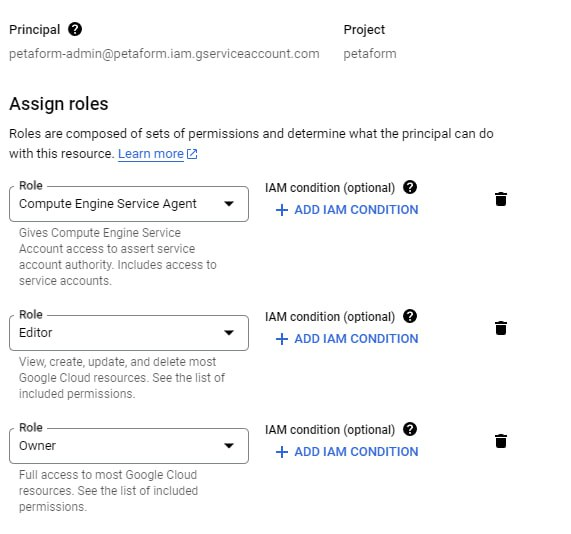 Principal
Project
petaform-admin@petaform.iam.gserviceaccount.com
petaform
Assign roles
Roles are composed of sets of permissions and determine what the principal can do
with this resource. Learn more
Role
IAM condition (optional)
Compute Engine Service Agent
ADD IAM CONDITION
Gives Compute Engine Service
Account access to assert service
account authority. Includes access to
service accounts.
Role
IAM condition (optional)
Editor
ADD IAM CONDITION
View, create, update, and delete most
Google Cloud resources. See the list of
included permissions.
Role
IAM condition (optional)
Owner
ADD IAM CONDITION
Full access to most Google Cloud
resources. See the list of included
permissions.